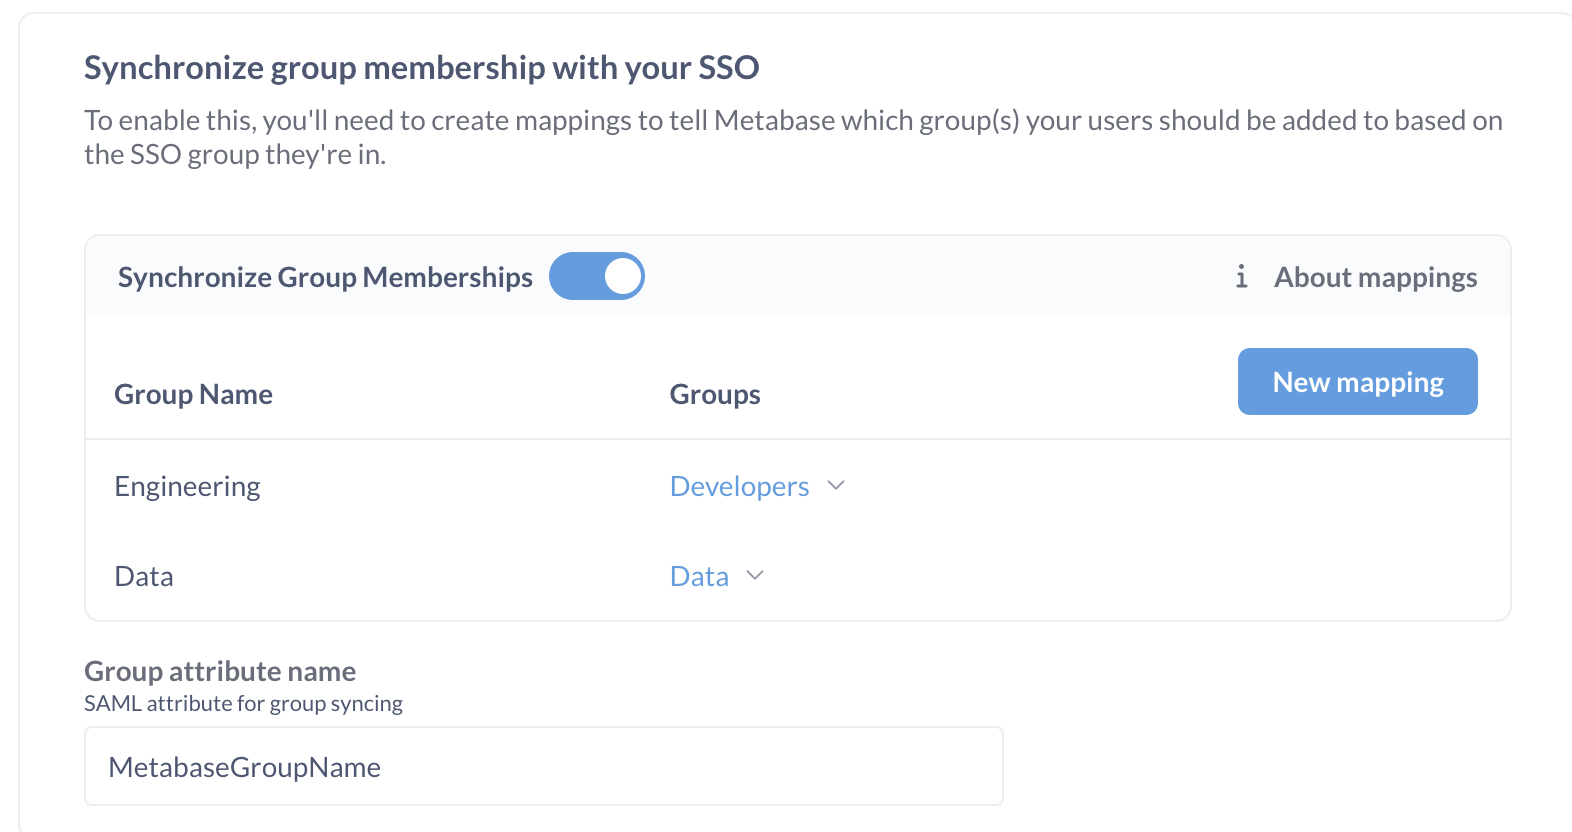 Synchronize group membership with your SSO
To enable this, you'll need to create mappings to tell Metabase which group(s) your users should be added to based on
the SSO group they're in.
Synchronize Group Memberships
About mappings
Group Name
Groups
New mapping
Engineering
Developers
Data
Data
Group attribute name
SAML attribute for group syncing
MetabaseGroupName